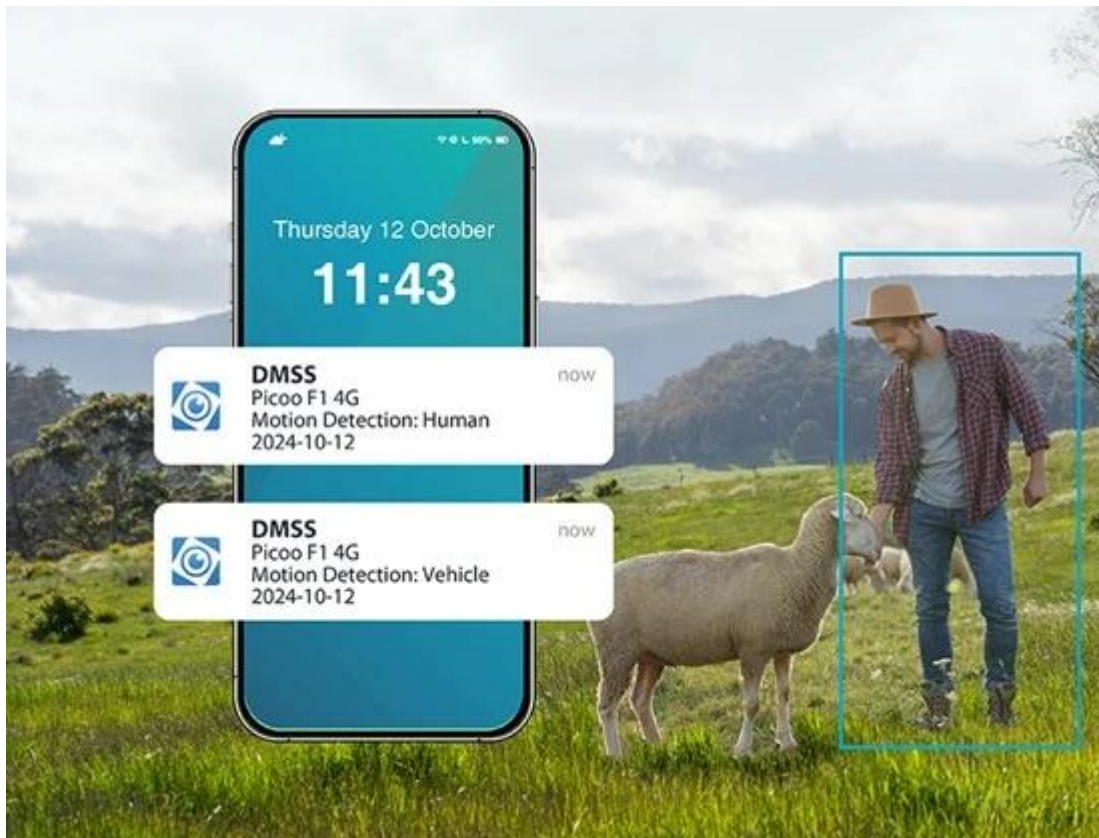 50%
Thursday 12 October
11:43
DMSS now
Picoo F1 4G
Motion Detection: Human
2024-10-12
DMSS now
Picoo F1 4G
Motion Detection: Vehicle
2024-10-12